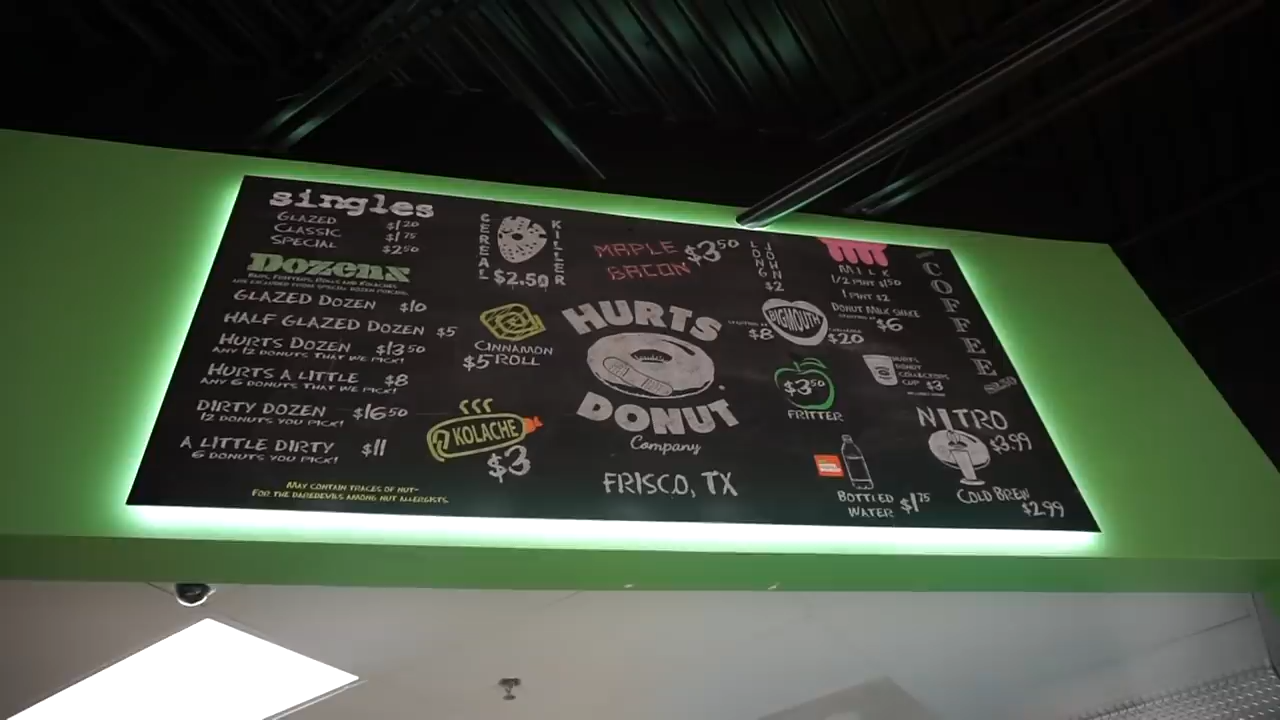 singles
GLAZED $1.20
CLASSIC $1.75
SPECIAL $2.50
Dozens
GLAZED DOZEN $10
HALF GLAZED DOZEN $5
HURTS DOZEN $13.50
ANY 12 DONUTS THAT WE PICK!
HURTS A LITTLE $8
ANY 6 DONUTS THAT WE PICK!
DIRTY DOZEN $16.50
12 DONUTS YOU PICK!
A LITTLE DIRTY $11
6 DONUTS YOU PICK!
MAY CONTAIN TRACES OF NUT-
FOR THE DAREDEVILS AMONG NUT ALLERGISTS.
CEREAL KILLER
$2.50
CINNAMON
$5 ROLL
KOLACHE
$3
MAPLE
BACON $3.50
LONG JOHN
$2
HURTS
DONUT
Company
FRISCO, TX
BIGMOUTH
$8
$20
$3.50
FRITTER
BOTTLED
WATER $1.75
MILK
1/2 PINT $1.50
1 PINT $2
DONUT MILK SHAKE
$6
HURTS
DONUT
COLLECTORS
CUP $3
COFFEE
NITRO
$3.99
COLD BREW
$2.99